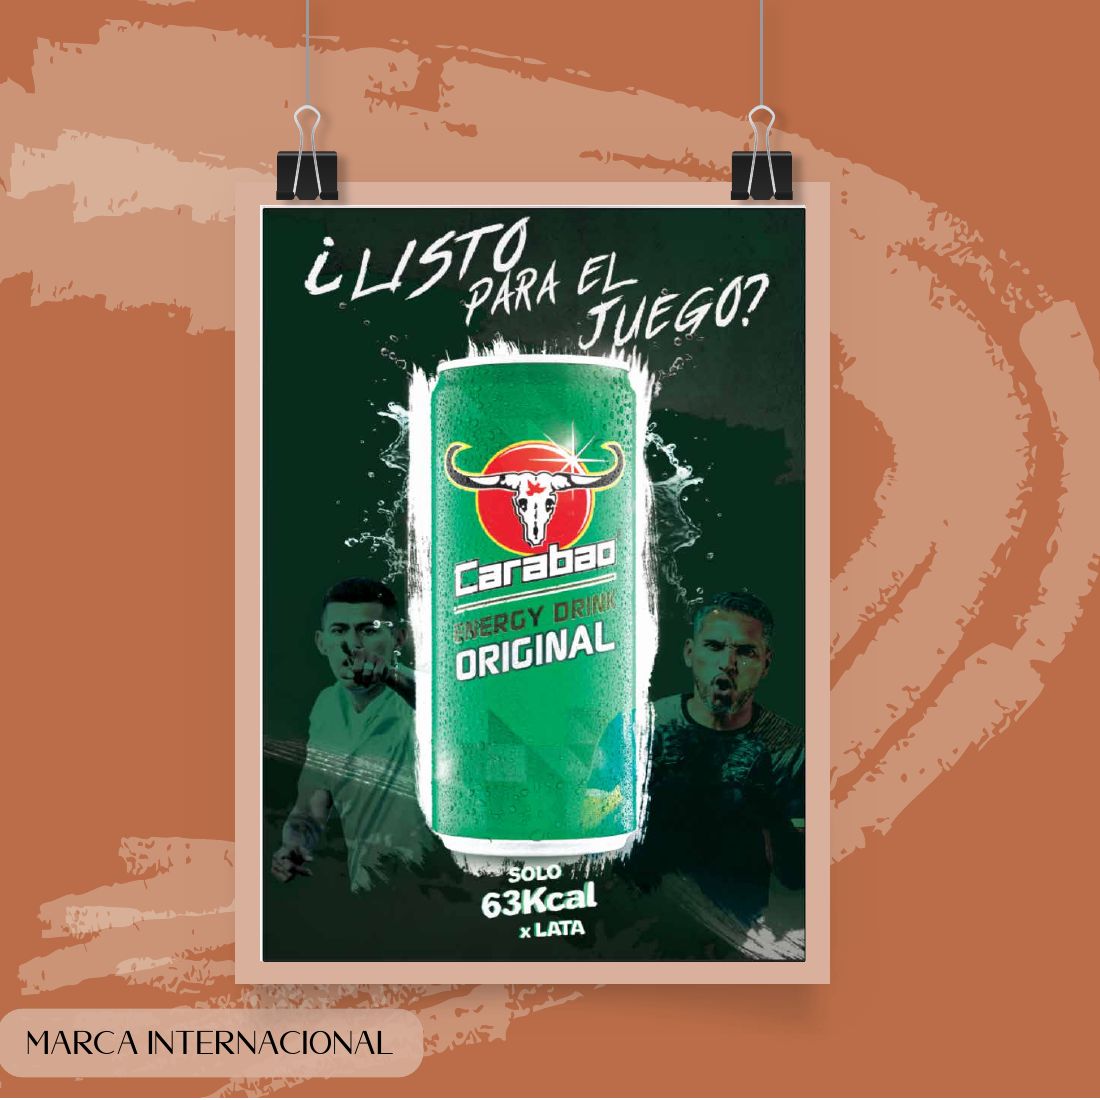 ¿LISTO
PARA EL
JUEGO?
Carabao
ENERGY DRINK
ORIGINAL
SOLO
63Kcal
x LATA
MARCA INTERNACIONAL